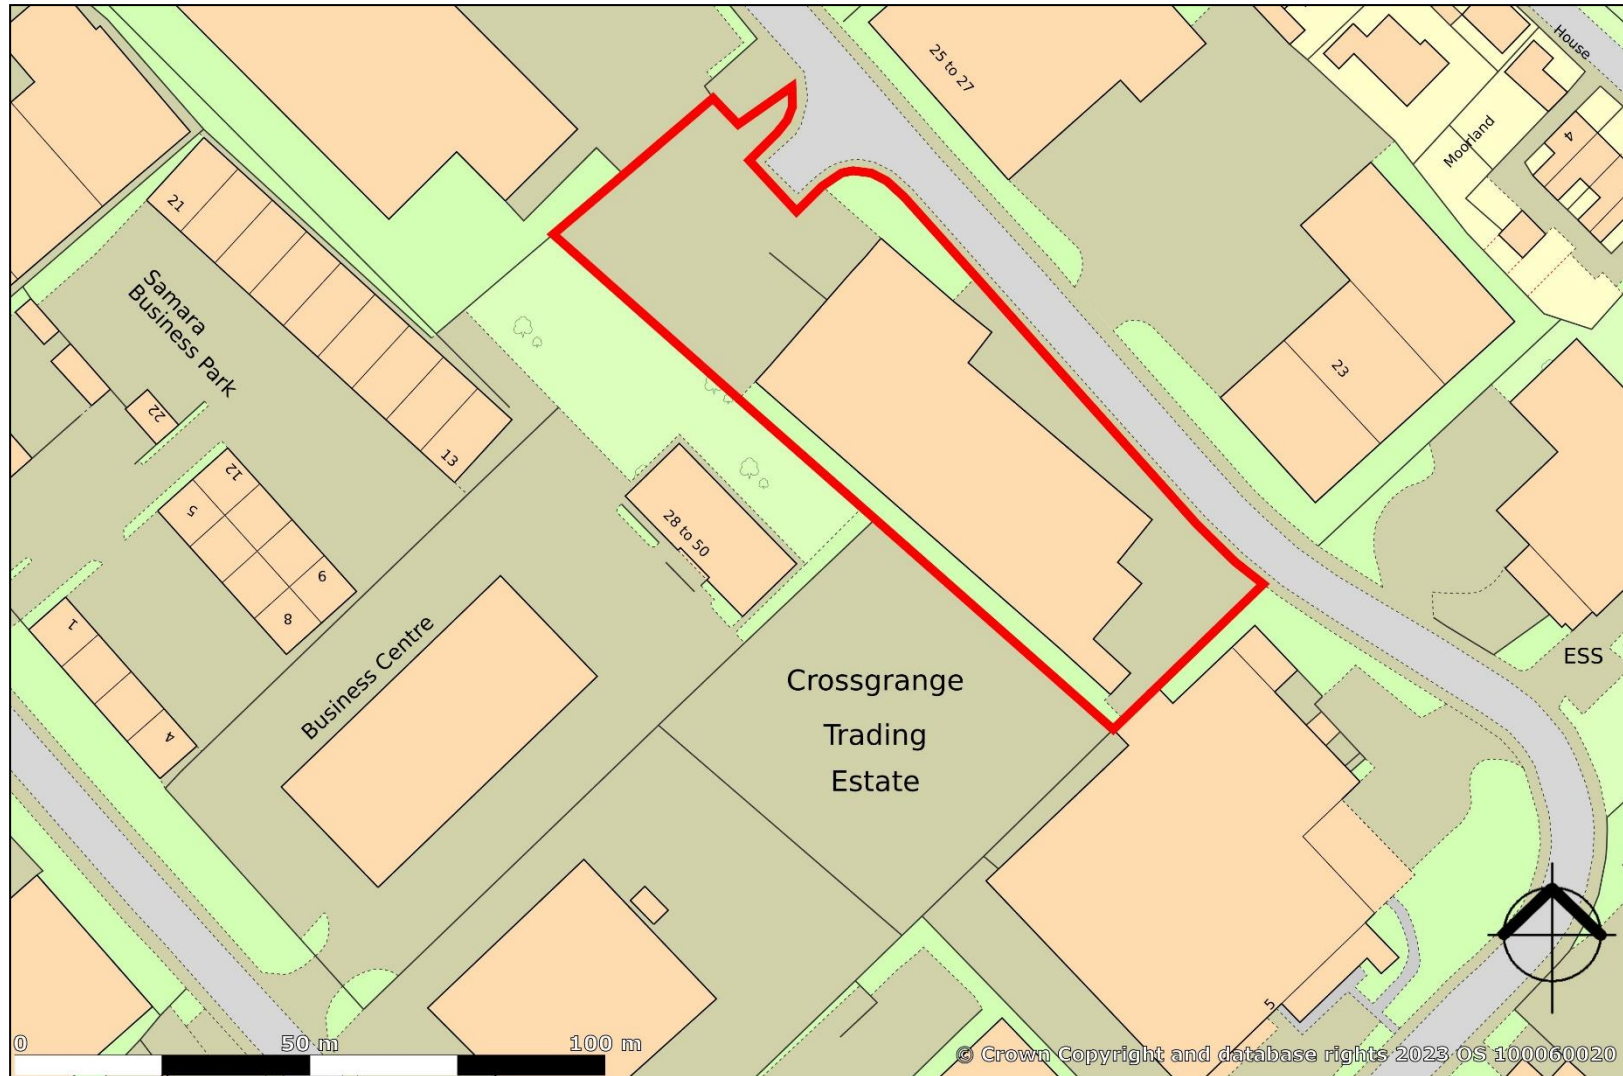 25 to 27
House
Moorland
4
21
Samara
Business Park
22
13
23
12
5
9
8
28 to 50
1
4
Business Centre
Crossgrange
Trading
Estate
ESS
5
0
50 m
100 m
© Crown Copyright and database rights 2023 OS 100060020